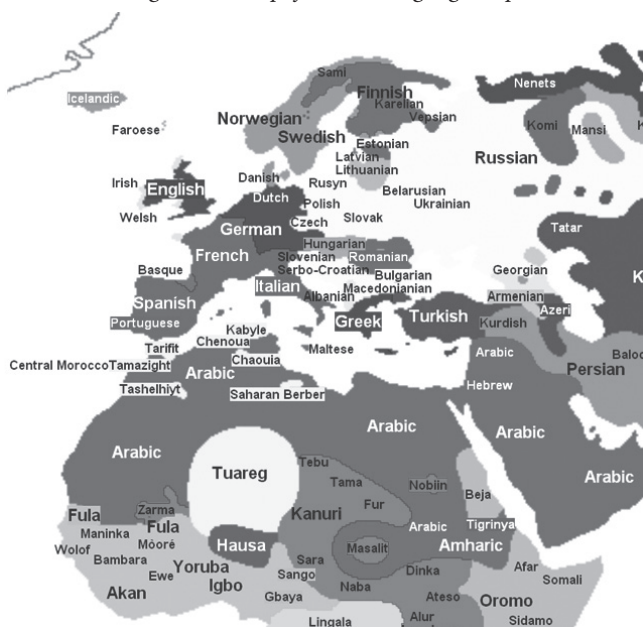 Sami
Nenets
Icelandic
Finnish
Karelian
Norwegian
Vepsian
Faroese
Swedish
Komi
Mansi
Estonian
Latvian
Russian
Lithuanian
Danish
Rusyn
Irish
English
Belarusian
Dutch
Polish
Ukrainian
Welsh
Czech
Slovak
German
Tatar
Hungarian
French
Slovenian
Romanian
Basque
Serbo-Croatian
Georgian
Bulgarian
Italian
Macedonianian
Albanian
Armenian
Spanish
Azeri
Portuguese
Greek
Turkish
Kurdish
Kabyle
Tarifit
Chenoua
Maltese
Arabic
Chaouia
Central MoroccoTamazight
Arabic
Persian
Tashelhiyt
Hebrew
Saharan Berber
Arabic
Arabic
Arabic
Tuareg
Tebu
Arabic
Tama
Nobiin
Beja
Zarma
Fur
Fula
Kanuri
Fula
Arabic
Tigrinya
Maninka
Mòoré
Hausa
Masalit
Amharic
Wolof
Bambara
Sara
Yoruba
Dinka
Afar
Ewe
Sango
Somali
Igbo
Naba
Akan
Gbaya
Ateso
Oromo
Lingala
Alur
Sidamo